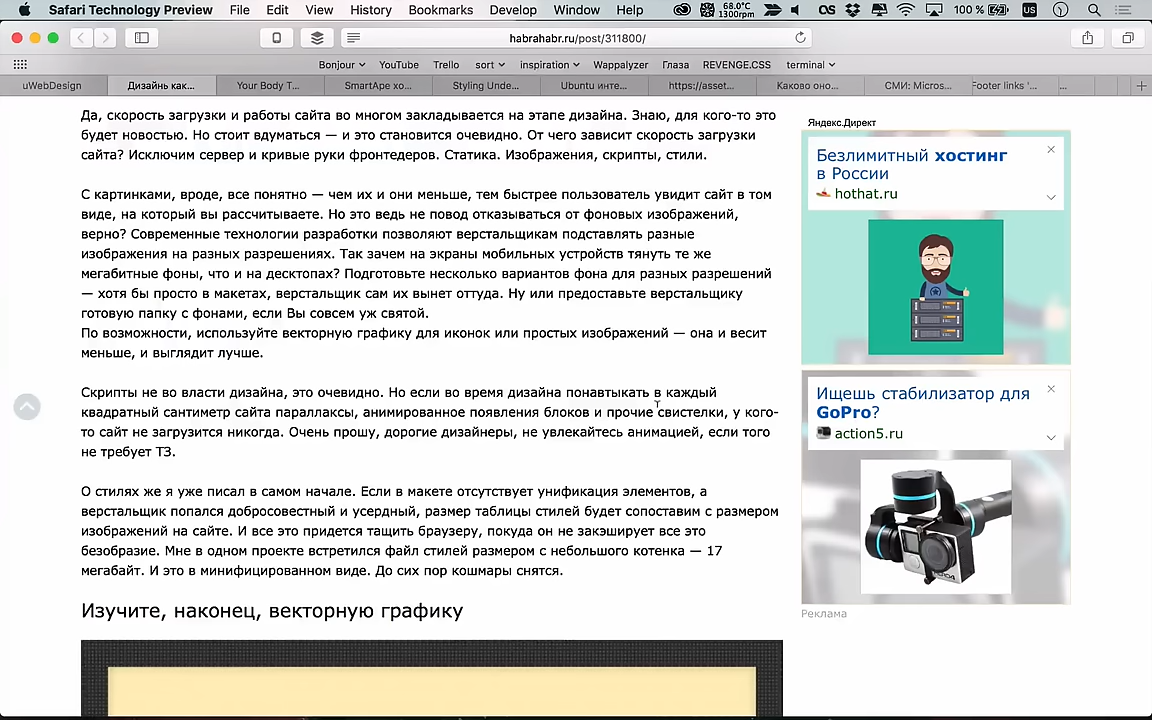 Safari Technology Preview File Edit View History Bookmarks Develop Window Help 68.0°C 1300rpm 100 % US
habrahabr.ru/post/311800/
Bonjour YouTube Trello sort inspiration Wappalyzer Глаза REVENGE.CSS terminal
uWebDesign Дизайнь как... Your Body T... SmartApe хо... Styling Unde... Ubuntu инте... https://asset... Каково оно... СМИ: Micros... Footer links '... ...
Да, скорость загрузки и работы сайта во многом закладывается на этапе дизайна. Знаю, для кого-то это
будет новостью. Но стоит вдуматься — и это становится очевидно. От чего зависит скорость загрузки
сайта? Исключим сервер и кривые руки фронтедеров. Статика. Изображения, скрипты, стили.
С картинками, вроде, все понятно — чем их и они меньше, тем быстрее пользователь увидит сайт в том
виде, на который вы рассчитываете. Но это ведь не повод отказываться от фоновых изображений,
верно? Современные технологии разработки позволяют верстальщикам подставлять разные
изображения на разных разрешениях. Так зачем на экраны мобильных устройств тянуть те же
мегабитные фоны, что и на десктопах? Подготовьте несколько вариантов фона для разных разрешений
— хотя бы просто в макетах, верстальщик сам их вынет оттуда. Ну или предоставьте верстальщику
готовую папку с фонами, если Вы совсем уж святой.
По возможности, используйте векторную графику для иконок или простых изображений — она и весит
меньше, и выглядит лучше.
Скрипты не во власти дизайна, это очевидно. Но если во время дизайна понавтыкать в каждый
квадратный сантиметр сайта параллаксы, анимированное появления блоков и прочие свистелки, у кого-
то сайт не загрузится никогда. Очень прошу, дорогие дизайнеры, не увлекайтесь анимацией, если того
не требует ТЗ.
О стилях же я уже писал в самом начале. Если в макете отсутствует унификация элементов, а
верстальщик попался добросовестный и усердный, размер таблицы стилей будет сопоставим с размером
изображений на сайте. И все это придется тащить браузеру, покуда он не закэширует все это
безобразие. Мне в одном проекте встретился файл стилей размером с небольшого котенка — 17
мегабайт. И это в минифицированном виде. До сих пор кошмары снятся.
Изучите, наконец, векторную графику
Яндекс.Директ
Безлимитный хостинг
в России
hothat.ru
Ищешь стабилизатор для
GoPro?
action5.ru
Реклама